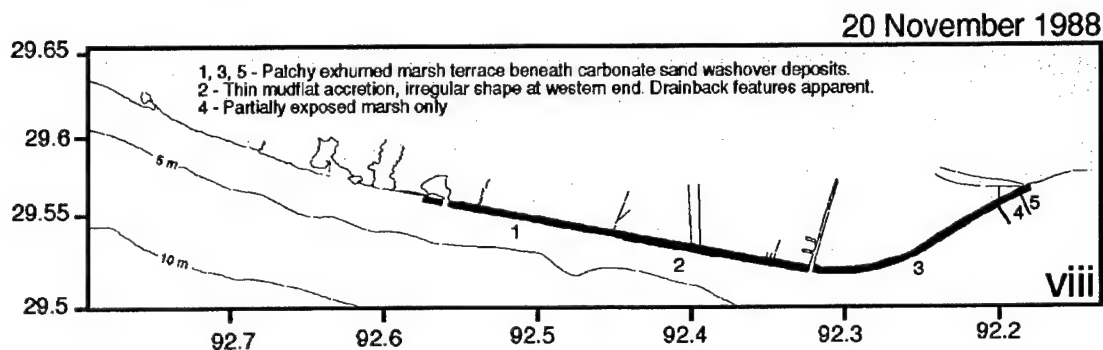 20 November 1988
29.65
1, 3, 5 - Palchy exhumed marsh terrace beneath carbonate sand washover deposits.
2 - Thin mudflat accretion, irregular shape at western end. Drainback features apparent.
4 - Partially exposed marsh only
29.6
5 m
29.55
1
2
3
4
5
10 m
viii
29.5
92.7
92.6
92.5
92.4
92.3
92.2